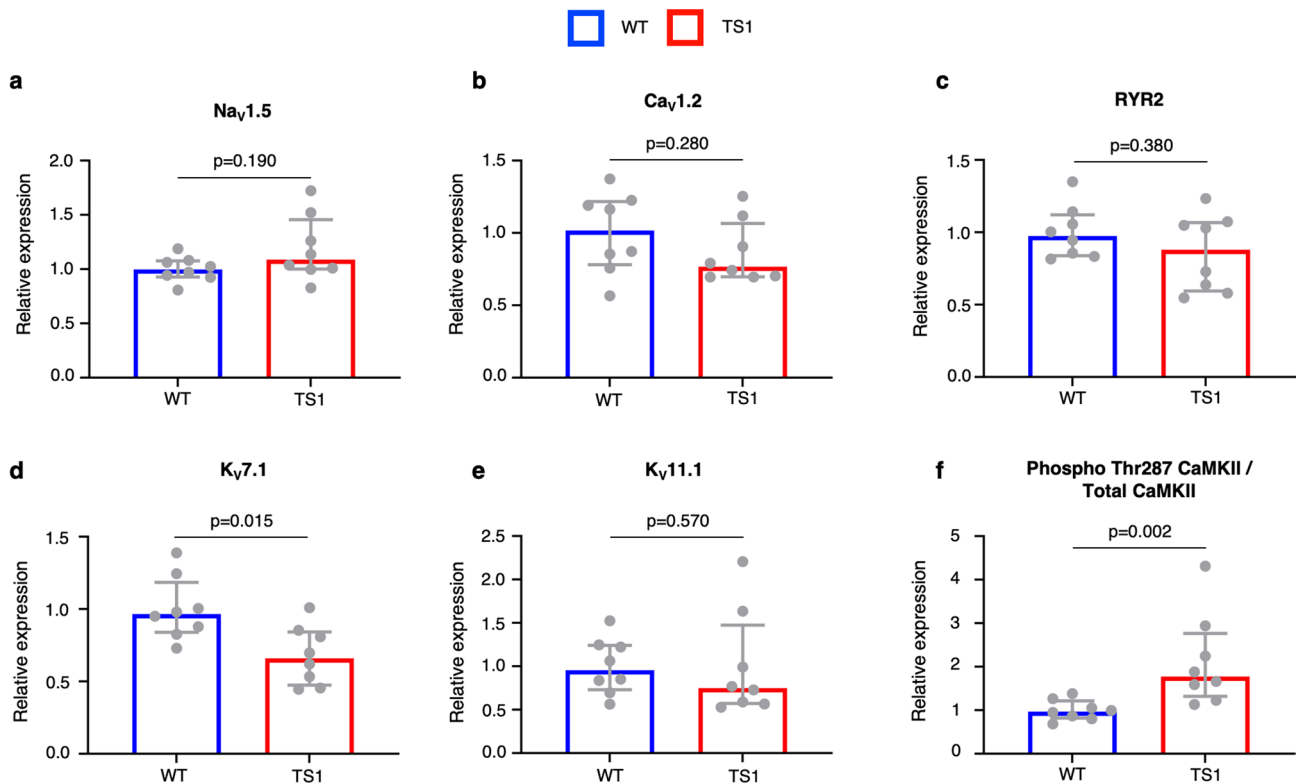 WT TS1
a
Nav1.5
p=0.190
Relative expression
2.0
1.5
1.0
0.5
0.0
WT TS1
b
Cav1.2
p=0.280
Relative expression
1.5
1.0
0.5
0.0
WT TS1
c
RYR2
p=0.380
Relative expression
1.5
1.0
0.5
0.0
WT TS1
d
Kv7.1
p=0.015
Relative expression
1.5
1.0
0.5
0.0
WT TS1
e
Kv11.1
p=0.570
Relative expression
2.5
2.0
1.5
1.0
0.5
0.0
WT TS1
f
Phospho Thr287 CaMKII /
Total CaMKII
p=0.002
Relative expression
5
4
3
2
1
0
WT TS1